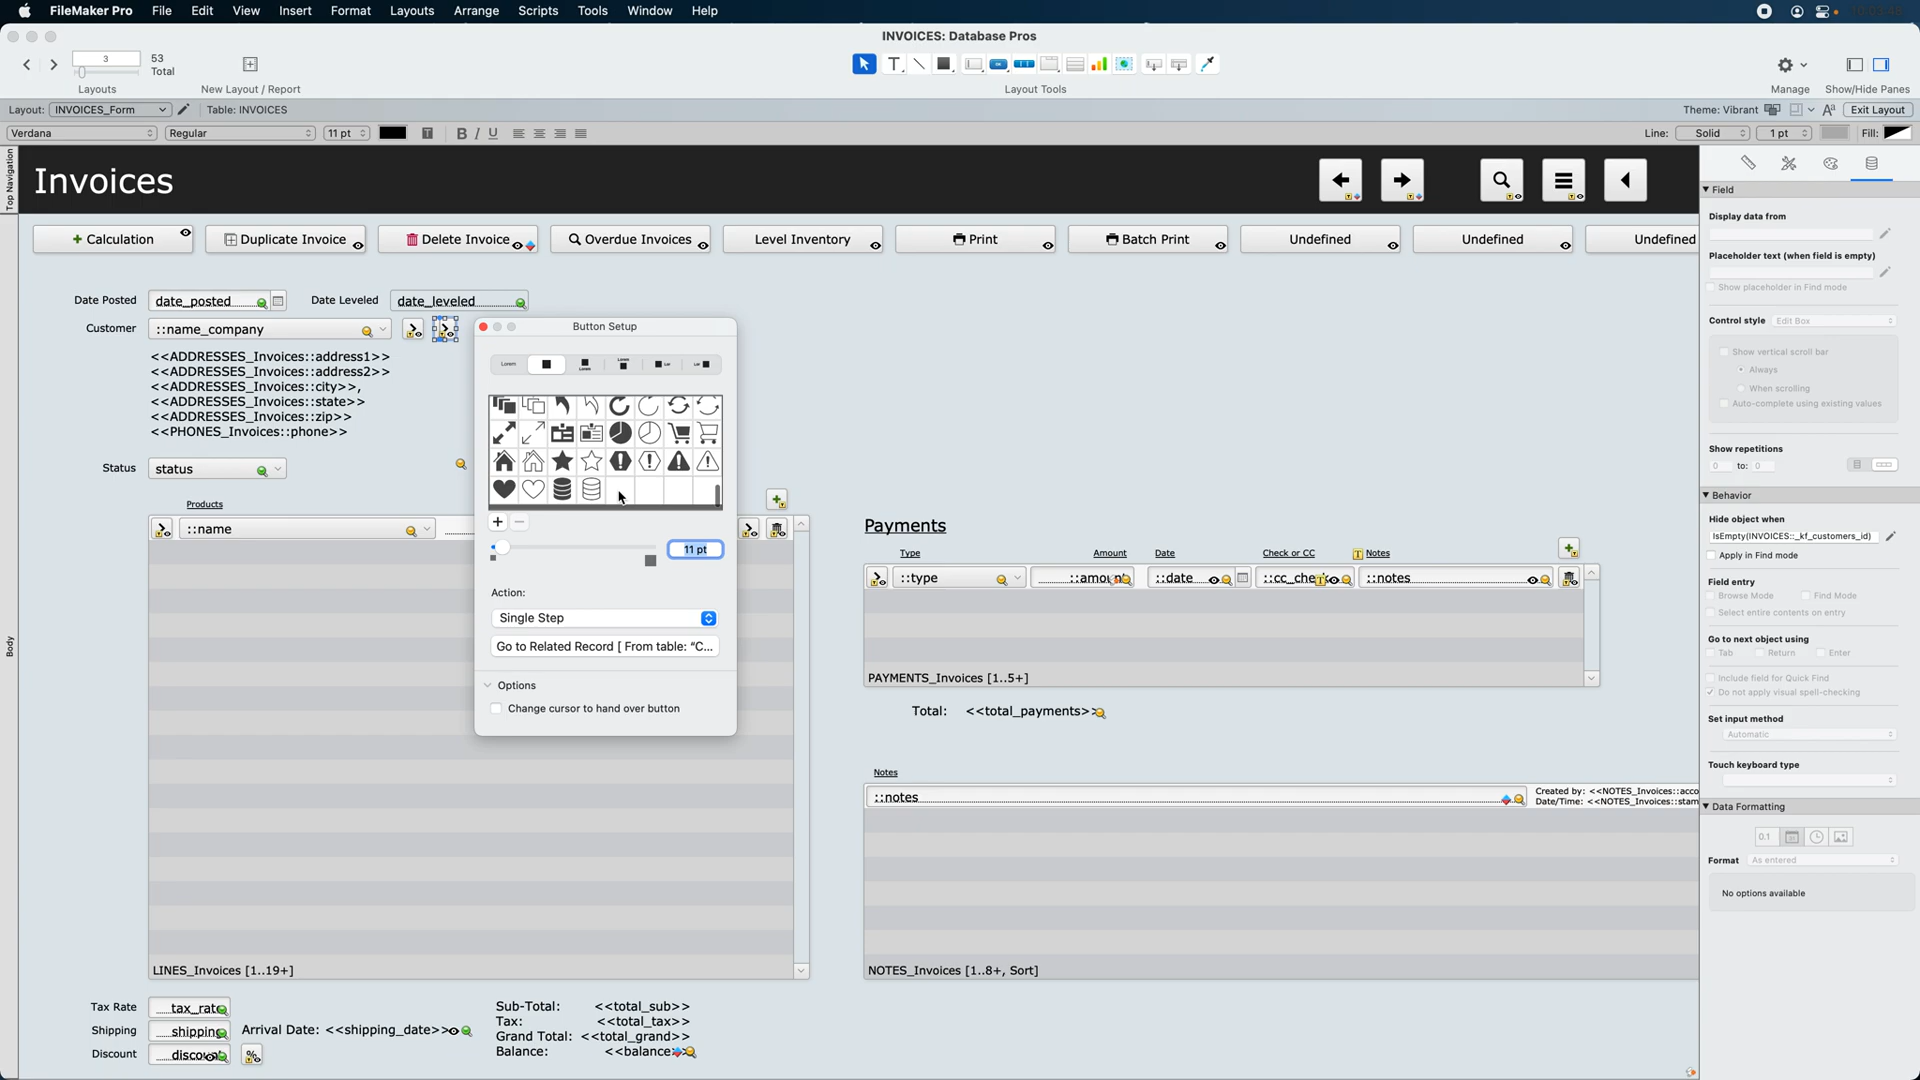 FileMaker Pro File Edit View Insert Format Layouts Arrange Scripts Tools Window Help
INVOICES: Database Pros
3 53 Total
Layouts New Layout / Report Layout Tools Manage Show/Hide Panes
Layout: INVOICES_Form Table: INVOICES Theme: Vibrant Aa Exit Layout
Verdana Regular 11 pt B I U Line: Solid 1 pt Fill:
Top Navigation
Invoices
+ Calculation Duplicate Invoice Delete Invoice Overdue Invoices Level Inventory Print Batch Print Undefined Undefined Undefined
Date Posted date_posted Date Leveled date_leveled
Customer ::name_company
<<ADDRESSES_Invoices::address1>>
<<ADDRESSES_Invoices::address2>>
<<ADDRESSES_Invoices::city>>,
<<ADDRESSES_Invoices::state>>
<<ADDRESSES_Invoices::zip>>
<<PHONES_Invoices::phone>>
Status status
Products
::name
LINES_Invoices [1..19+]
Body
Button Setup
11 pt
Action:
Single Step
Go to Related Record [ From table: “C...
Options
Change cursor to hand over button
Payments
Type Amount Date Check or CC Notes
::type ::amount ::date ::notes
PAYMENTS_Invoices [1..5+]
Total: <<total_payments>>
Notes
::notes
Created by: <<NOTES_Invoices::acco
Date/Time: <<NOTES_Invoices::stam
NOTES_Invoices [1..8+, Sort]
Tax Rate tax_rate
Shipping shipping Arrival Date: <<shipping_date>>
Discount %
Sub-Total: <<total_sub>>
Tax: <<total_tax>>
Grand Total: <<total_grand>>
Balance: <<balance
Field
Display data from
Placeholder text (when field is empty)
Show placeholder in Find mode
Control style Edit Box
Show vertical scroll bar
Always
When scrolling
Auto-complete using existing values
Show repetitions
0 to: 0
Behavior
Hide object when
IsEmpty(INVOICES::_kf_customers_id)
Apply in Find mode
Field entry
Browse Mode Find Mode
Select entire contents on entry
Go to next object using
Tab Return Enter
Include field for Quick Find
Do not apply visual spell-checking
Set input method
Automatic
Touch keyboard type
Data Formatting
0.1
Format As entered
No options available